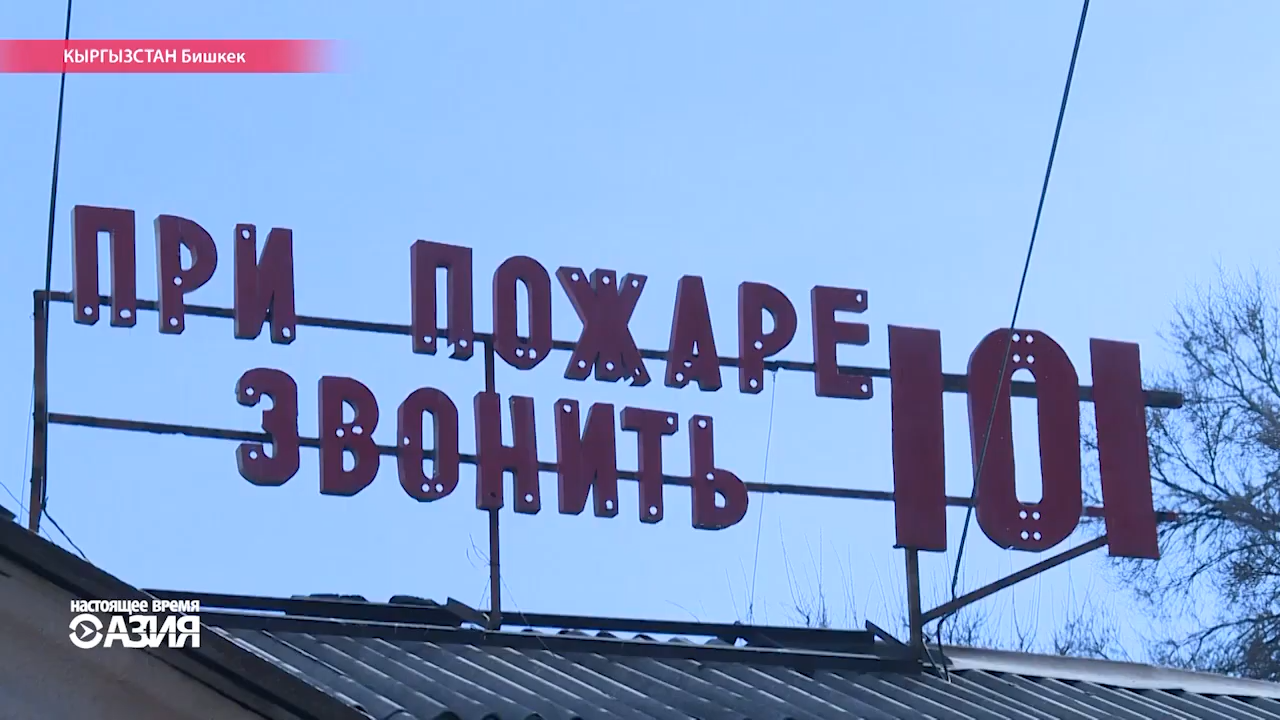 КЫРГЫЗСТАН Бишкек
ПРИ ПОЖАРЕ
ЗВОНИТЬ 101
НАСТОЯЩЕЕ ВРЕМЯ
АЗИЯ